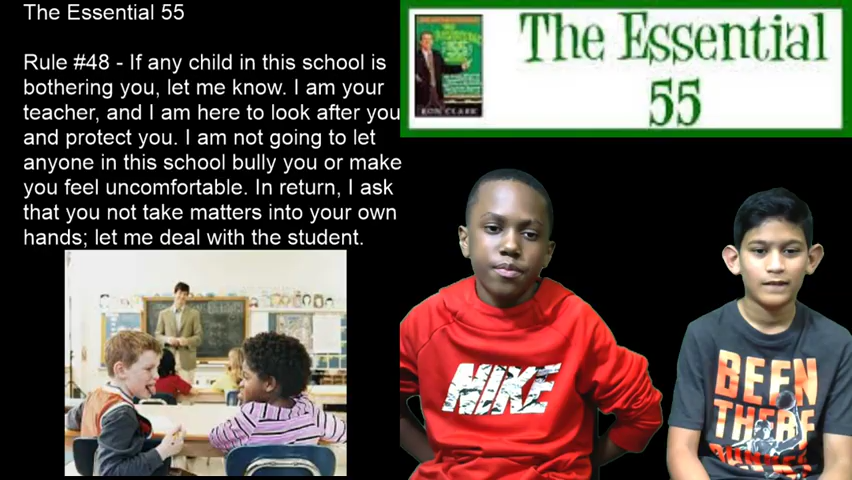 The Essential 55
Rule #48 - If any child in this school is
bothering you, let me know. I am your
teacher, and I am here to look after you
and protect you. I am not going to let
anyone in this school bully you or make
you feel uncomfortable. In return, I ask
that you not take matters into your own
hands; let me deal with the student.
The Essential
55
RON CLARK
NIKE
BEEN
THERE